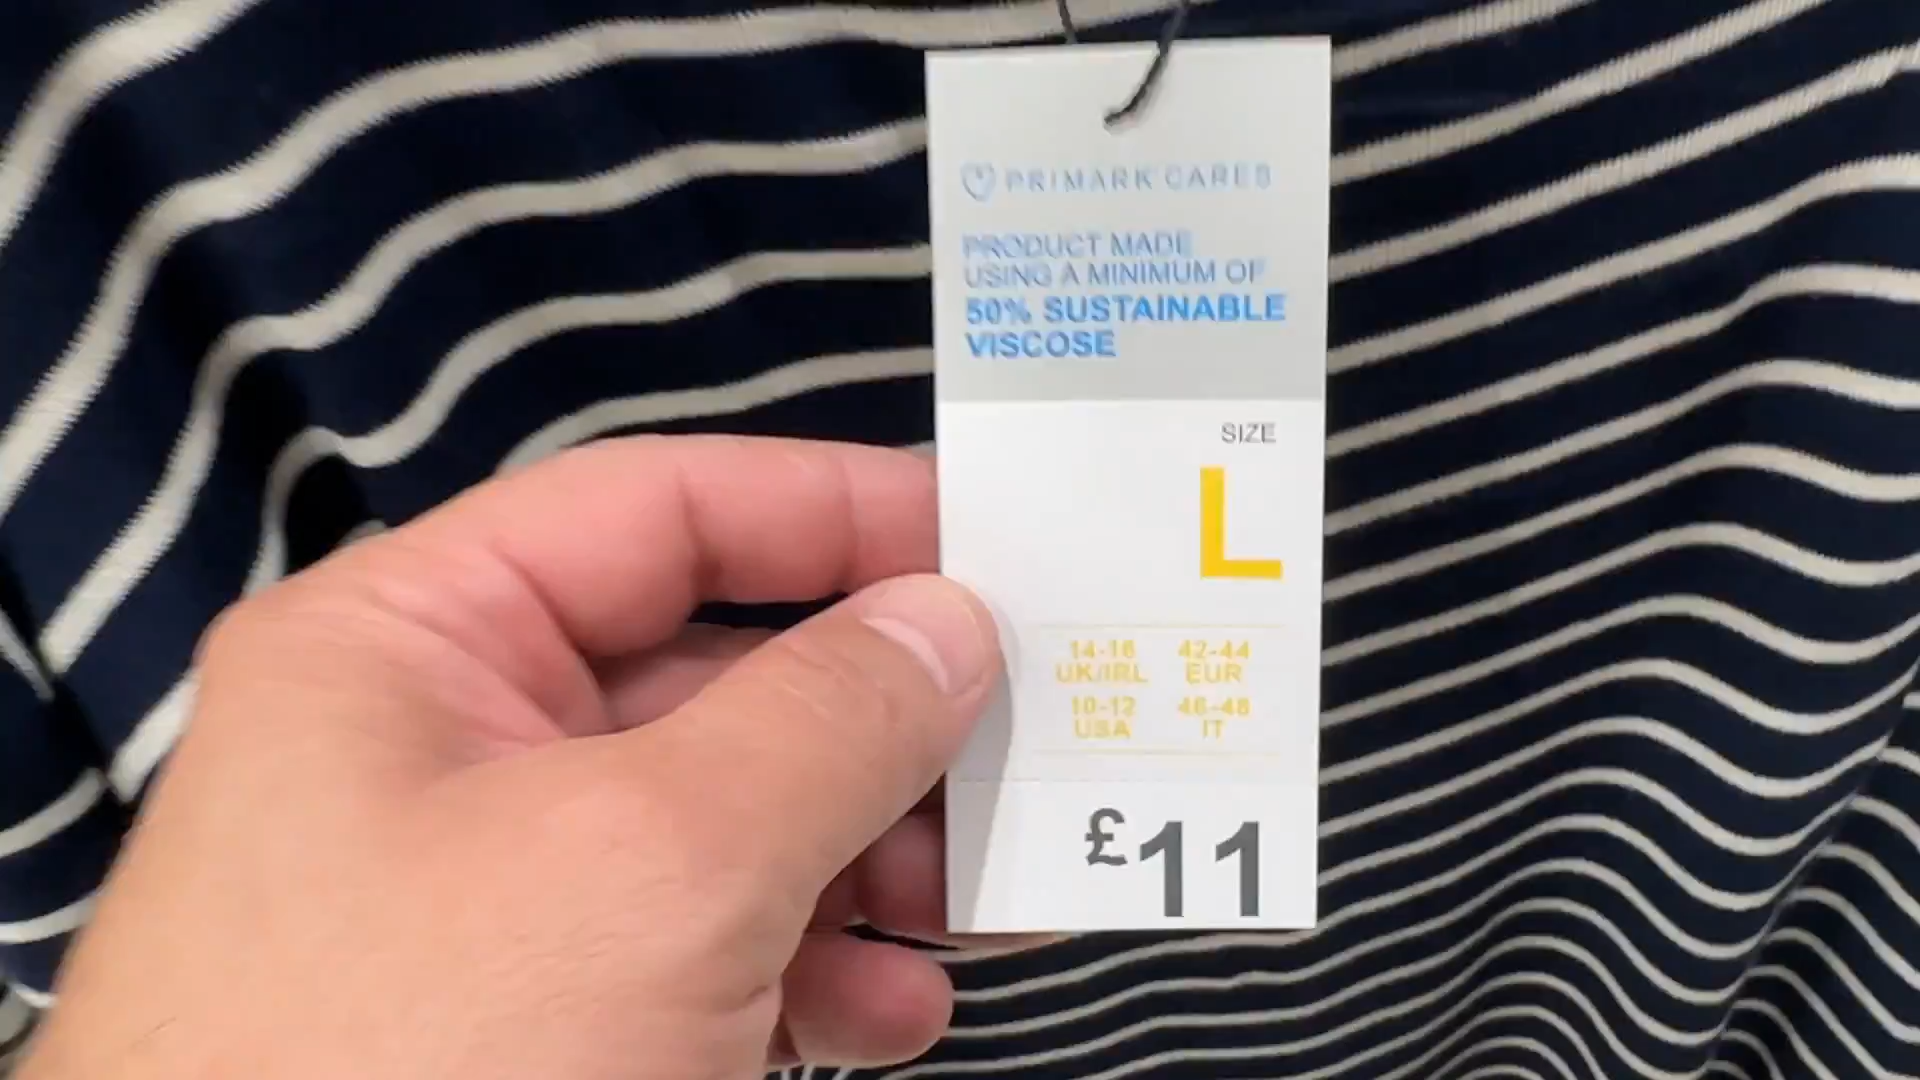 PRIMARK CARES
PRODUCT MADE
USING A MINIMUM OF
50% SUSTAINABLE
VISCOSE
SIZE
L
14-16 42-44
UK/IRL EUR
10-12 46-48
USA IT
£11